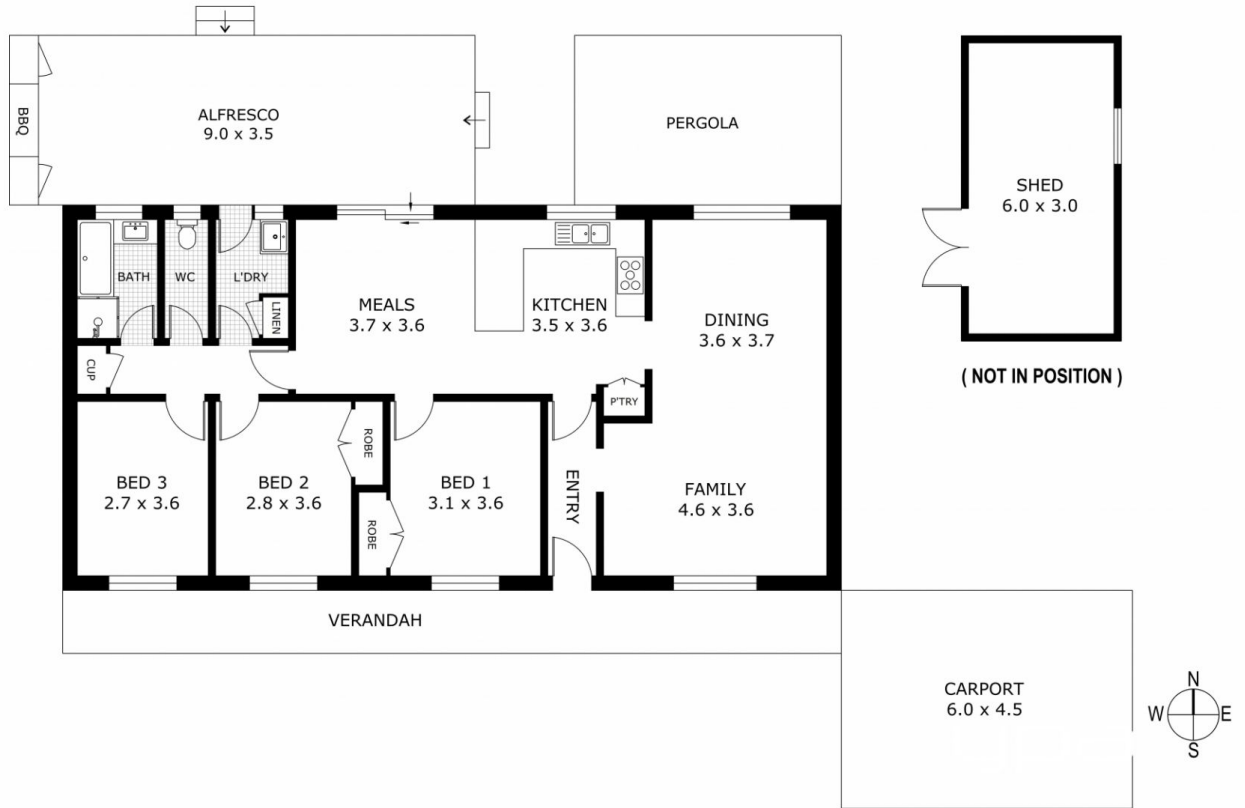 ALFRESCO
9.0 x 3.5
BBQ
PERGOLA
SHED
6.0 x 3.0
( NOT IN POSITION )
BATH
WC
L'DRY
LINEN
MEALS
3.7 x 3.6
KITCHEN
3.5 x 3.6
DINING
3.6 x 3.7
CUP
P'TRY
BED 3
2.7 x 3.6
BED 2
2.8 x 3.6
ROBE
ROBE
BED 1
3.1 x 3.6
ENTRY
FAMILY
4.6 x 3.6
VERANDAH
CARPORT
6.0 x 4.5
N
W
E
S